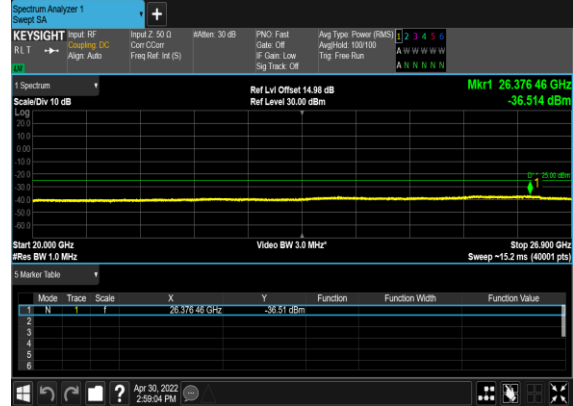 Spectrum Analyzer 1
Swept SA
+
KEYSIGHT Input: RF Input Z: 50 Ω #Atten: 30 dB PNO: Fast Avg Type: Power (RMS) 1 2 3 4 5 6
RLT Coupling: DC Corr CCorr Gate: Off Avg|Hold: 100/100 A W W W W W
Align: Auto Freq Ref: Int (S) IF Gain: Low Trig: Free Run
LU Sig Track: Off A N N N N N
1 Spectrum Ref Lvl Offset 14.98 dB Mkr1 26.376 46 GHz
Scale/Div 10 dB Ref Level 30.00 dBm -36.514 dBm
Log
20.0
10.0
0.00
-10.0
-20.0
-25.00 dBm
-30.0 1
-40.0
-50.0
-60.0
Start 20.000 GHz Video BW 3.0 MHz* Stop 26.900 GHz
#Res BW 1.0 MHz Sweep ~15.2 ms (40001 pts)
5 Marker Table
Mode Trace Scale X Y Function Function Width Function Value
1 N 1 f 26.376 46 GHz -36.51 dBm
2
3
4
5
6
? Apr 30, 2022
2:59:04 PM